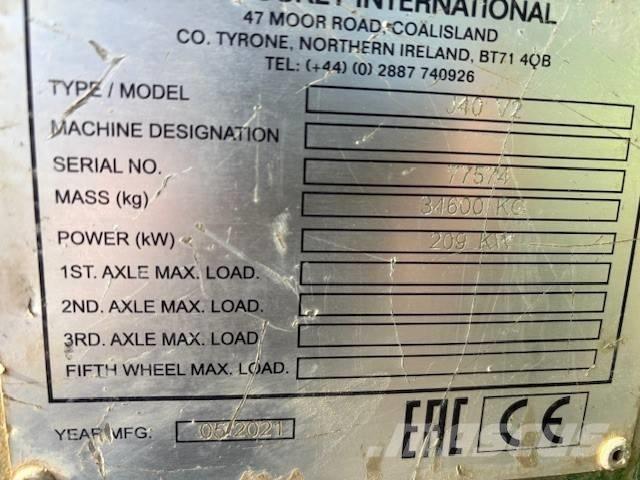 INTERNATIONAL
47 MOOR ROAD, COALISLAND
CO. TYRONE, NORTHERN IRELAND, BT71 4QB
TEL: (+44) (0) 2887 740926
TYPE / MODEL J40 V2
MACHINE DESIGNATION
SERIAL NO. 77574
MASS (kg) 34600 KG
POWER (kW) 209 KW
1ST. AXLE MAX. LOAD.
2ND. AXLE MAX. LOAD.
3RD. AXLE MAX. LOAD
FIFTH WHEEL MAX. LOAD.
YEAR MFG: 05/2021
EAC CE
MASCUS